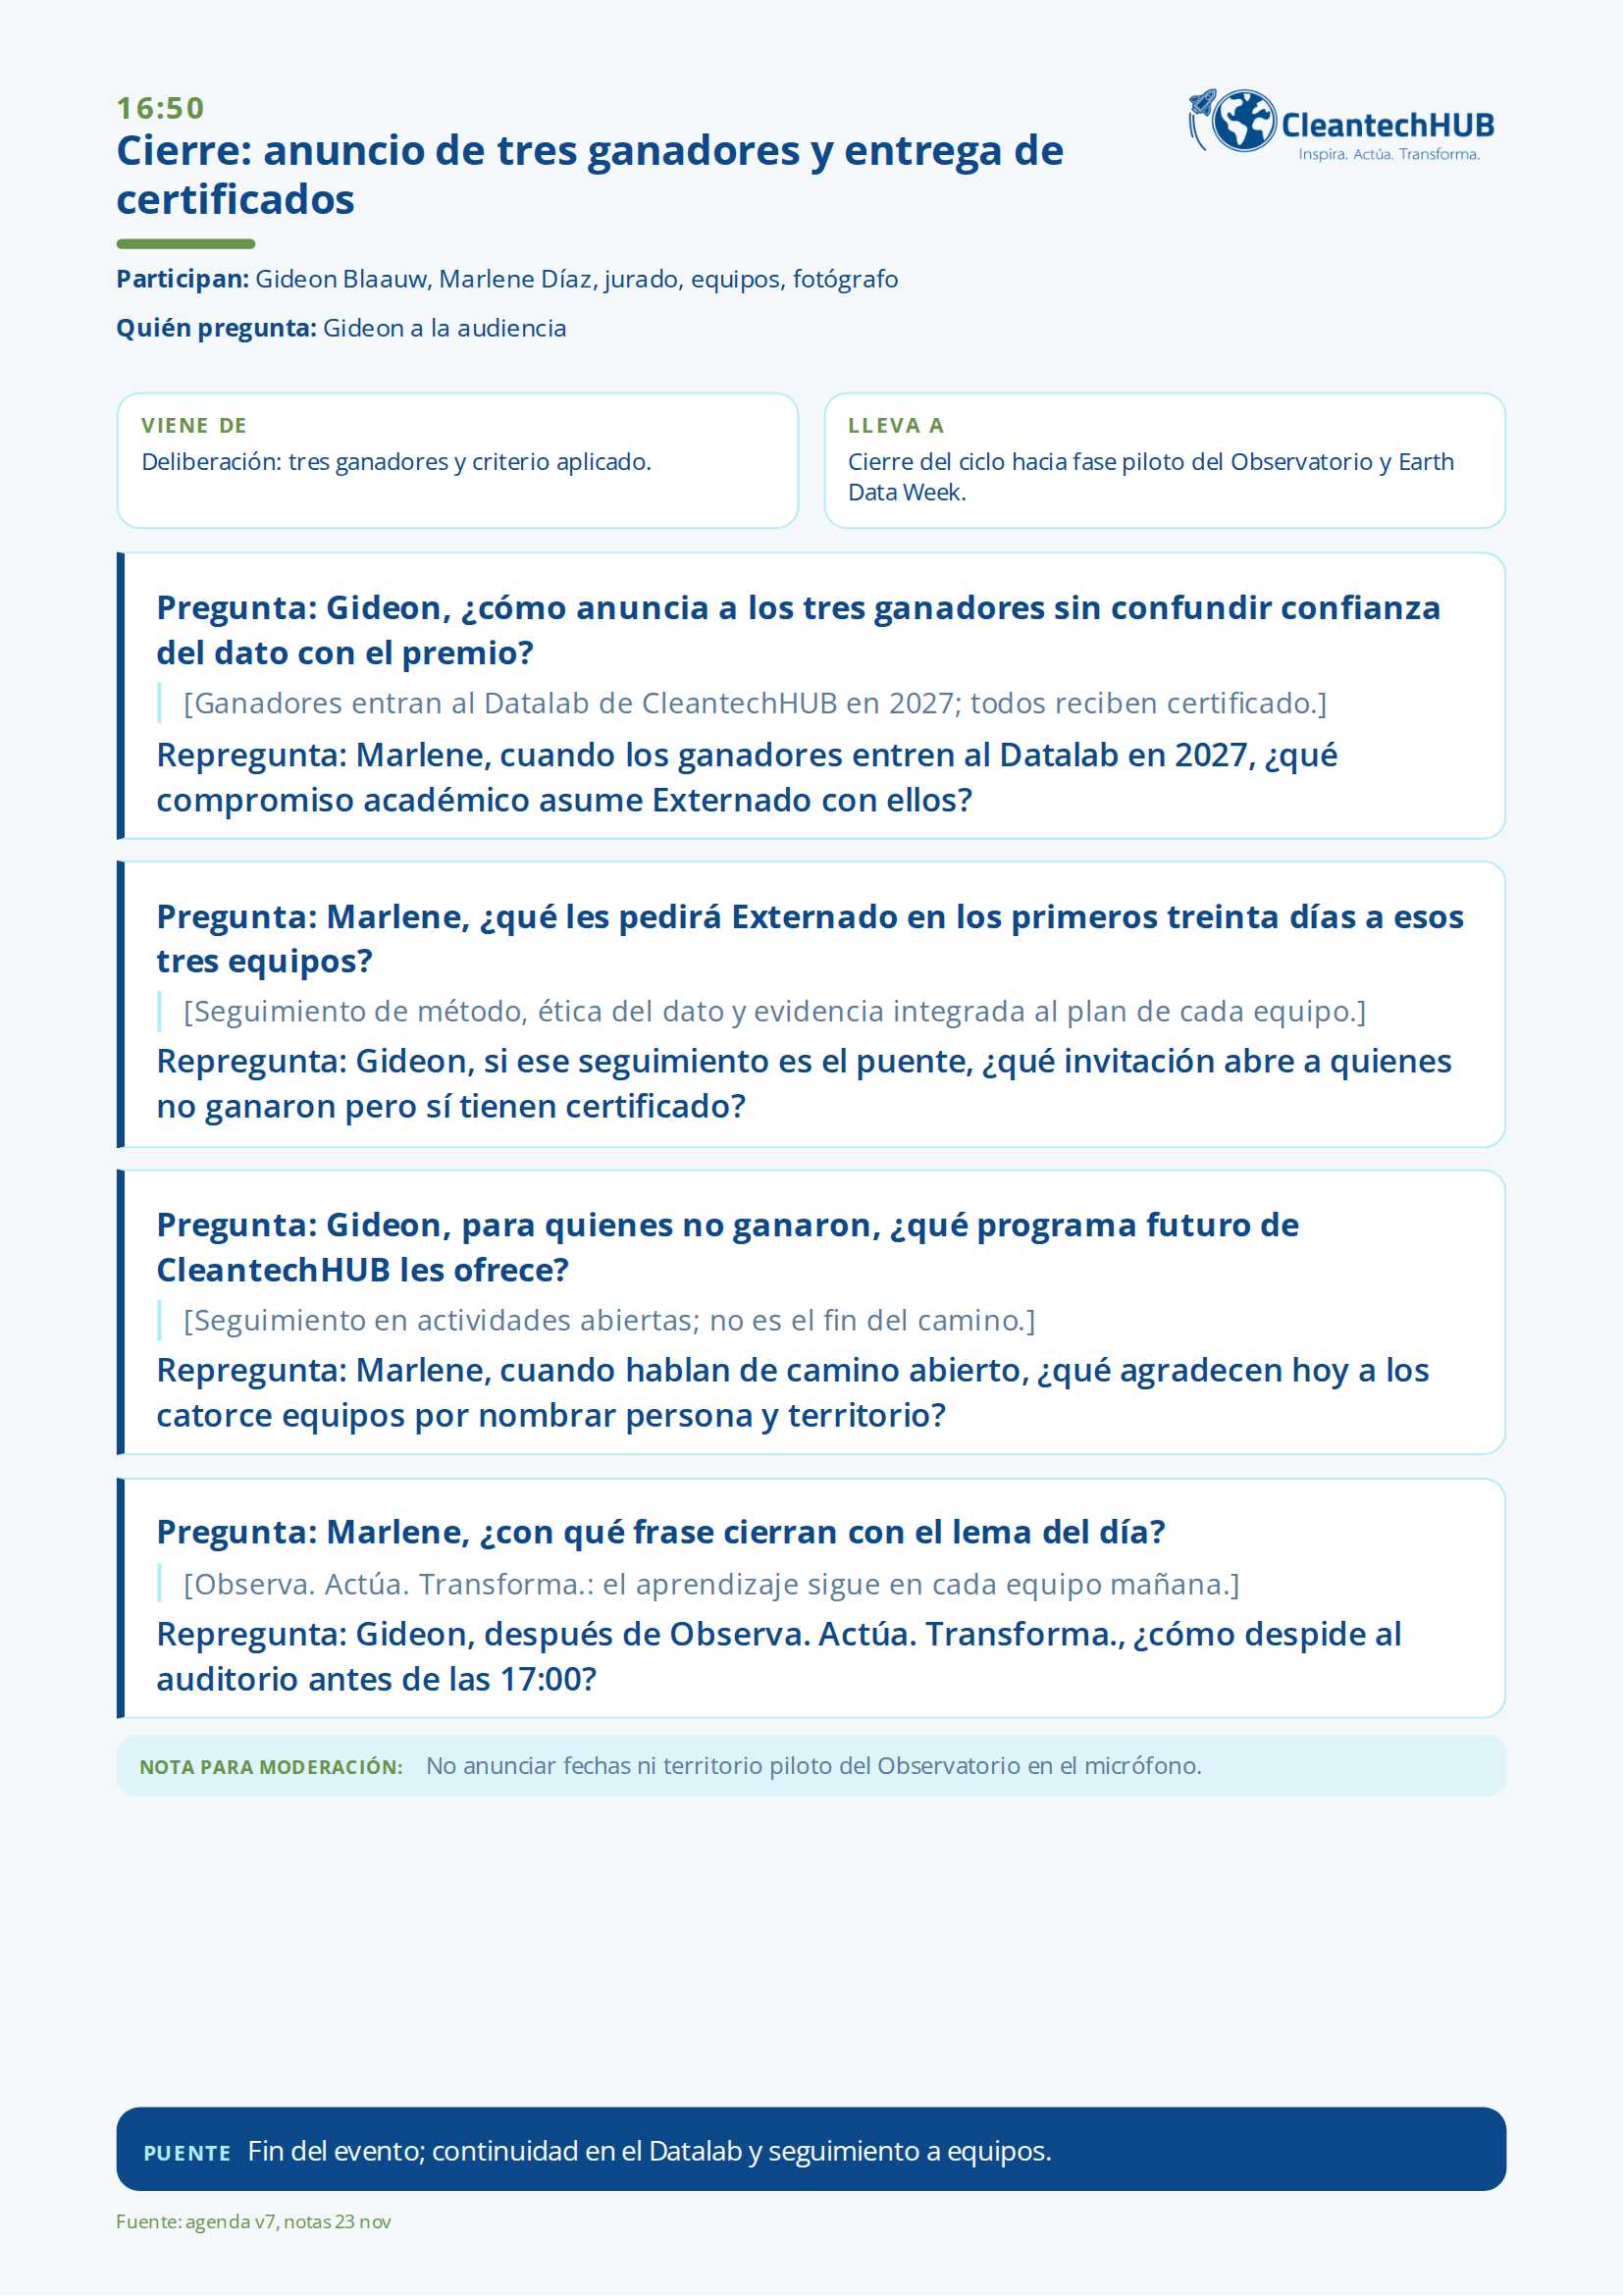 16:50
Cierre: anuncio de tres ganadores y entrega de
certificados
CleantechHUB
Inspira. Actúa. Transforma.
Participan: Gideon Blaauw, Marlene Díaz, jurado, equipos, fotógrafo
Quién pregunta: Gideon a la audiencia
VIENE DE
Deliberación: tres ganadores y criterio aplicado.
LLEVA A
Cierre del ciclo hacia fase piloto del Observatorio y Earth
Data Week.
Pregunta: Gideon, ¿cómo anuncia a los tres ganadores sin confundir confianza
del dato con el premio?
[Ganadores entran al Datalab de CleantechHUB en 2027; todos reciben certificado.]
Repregunta: Marlene, cuando los ganadores entren al Datalab en 2027, ¿qué
compromiso académico asume Externado con ellos?
Pregunta: Marlene, ¿qué les pedirá Externado en los primeros treinta días a esos
tres equipos?
[Seguimiento de método, ética del dato y evidencia integrada al plan de cada equipo.]
Repregunta: Gideon, si ese seguimiento es el puente, ¿qué invitación abre a quienes
no ganaron pero sí tienen certificado?
Pregunta: Gideon, para quienes no ganaron, ¿qué programa futuro de
CleantechHUB les ofrece?
[Seguimiento en actividades abiertas; no es el fin del camino.]
Repregunta: Marlene, cuando hablan de camino abierto, ¿qué agradecen hoy a los
catorce equipos por nombrar persona y territorio?
Pregunta: Marlene, ¿con qué frase cierran con el lema del día?
[Observa. Actúa. Transforma.: el aprendizaje sigue en cada equipo mañana.]
Repregunta: Gideon, después de Observa. Actúa. Transforma., ¿cómo despide al
auditorio antes de las 17:00?
NOTA PARA MODERACIÓN: No anunciar fechas ni territorio piloto del Observatorio en el micrófono.
PUENTE Fin del evento; continuidad en el Datalab y seguimiento a equipos.
Fuente: agenda v7, notas 23 nov